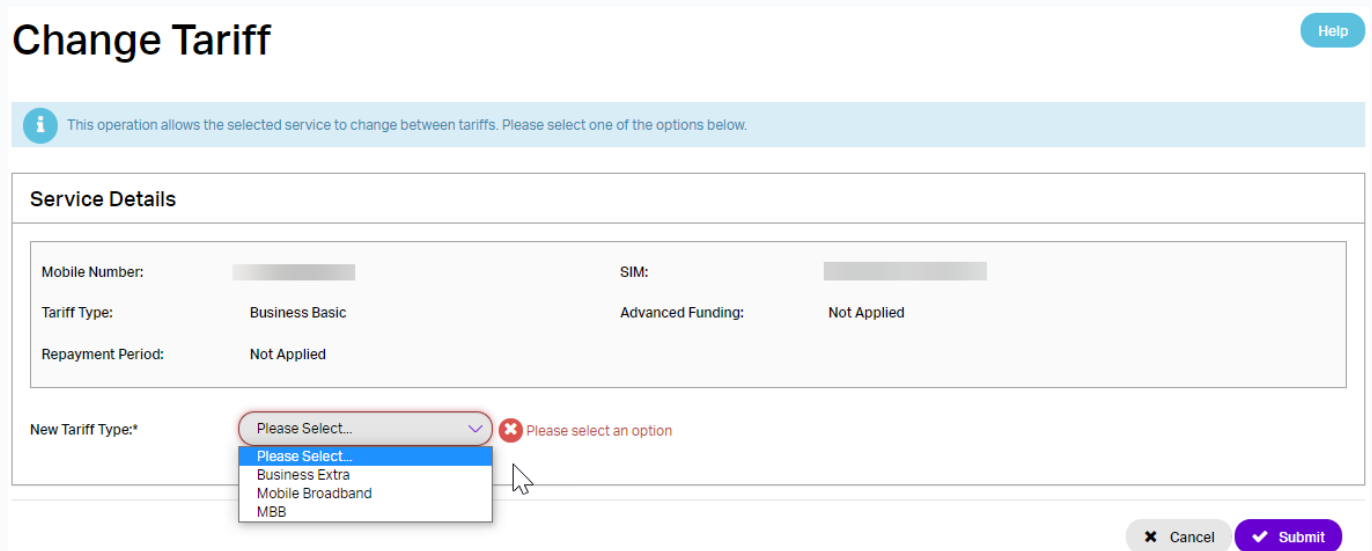 Change Tariff
Help
i
This operation allows the selected service to change between tariffs. Please select one of the options below.
Service Details
Mobile Number:
SIM:
Tariff Type:
Business Basic
Advanced Funding:
Not Applied
Repayment Period:
Not Applied
New Tariff Type:*
Please Select...
Please select an option
Please Select...
Business Extra
Mobile Broadband
MBB
Cancel
Submit